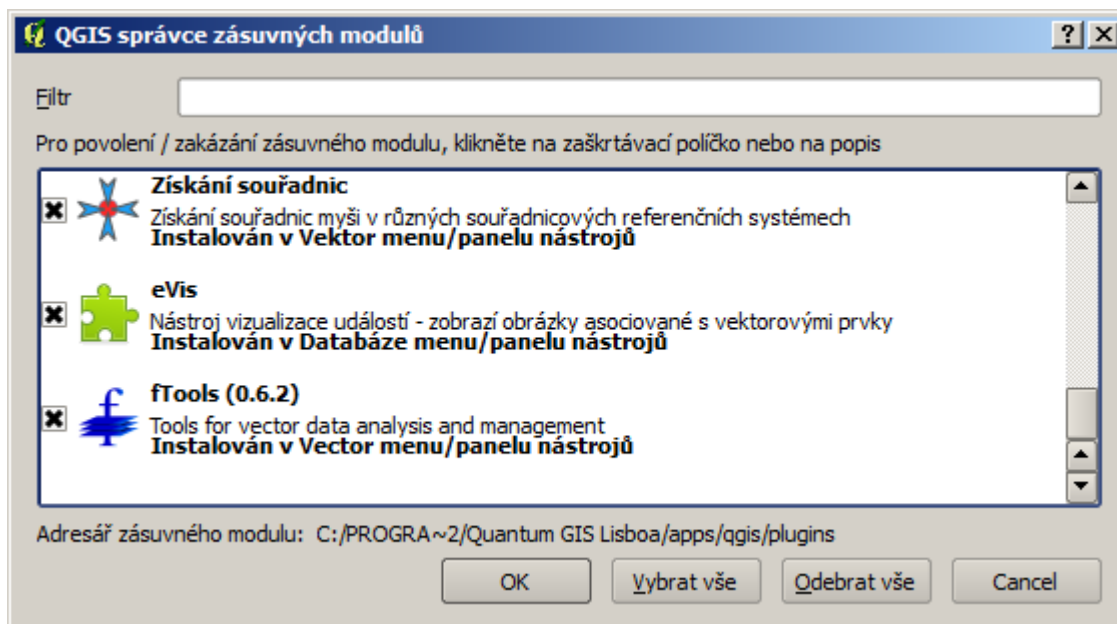 QGIS správce zásuvných modulů
Filtr
Pro povolení / zakázání zásuvného modulu, klikněte na zaškrtávací políčko nebo na popis
Získání souřadnic
Získání souřadnic myši v různých souřadnicových referenčních systémech
Instalován v Vektor menu/panelu nástrojů
eVis
Nástroj vizualizace událostí - zobrazí obrázky asociované s vektorovými prvky
Instalován v Databáze menu/panelu nástrojů
fTools (0.6.2)
Tools for vector data analysis and management
Instalován v Vector menu/panelu nástrojů
Adresář zásuvného modulu: C:/PROGRA~2/Quantum GIS Lisboa/apps/qgis/plugins
OK Vybrat vše Odebrat vše Cancel